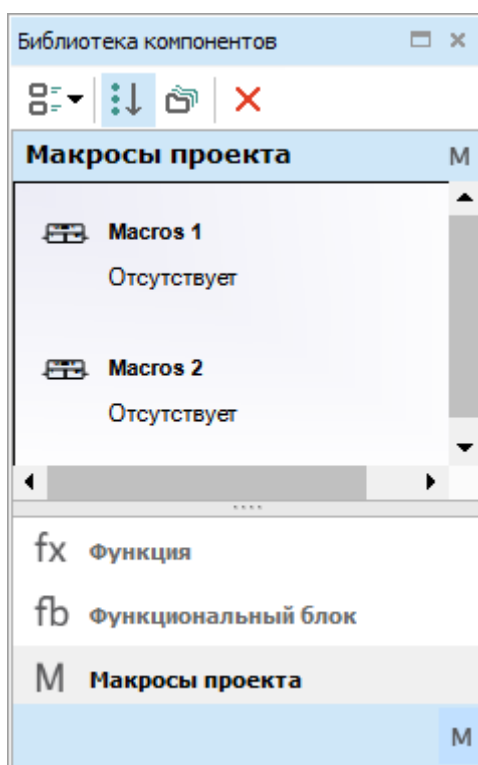 Библиотека компонентов
Макросы проекта M
Macros 1
Отсутствует
Macros 2
Отсутствует
fx Функция
fb Функциональный блок
M Макросы проекта
M